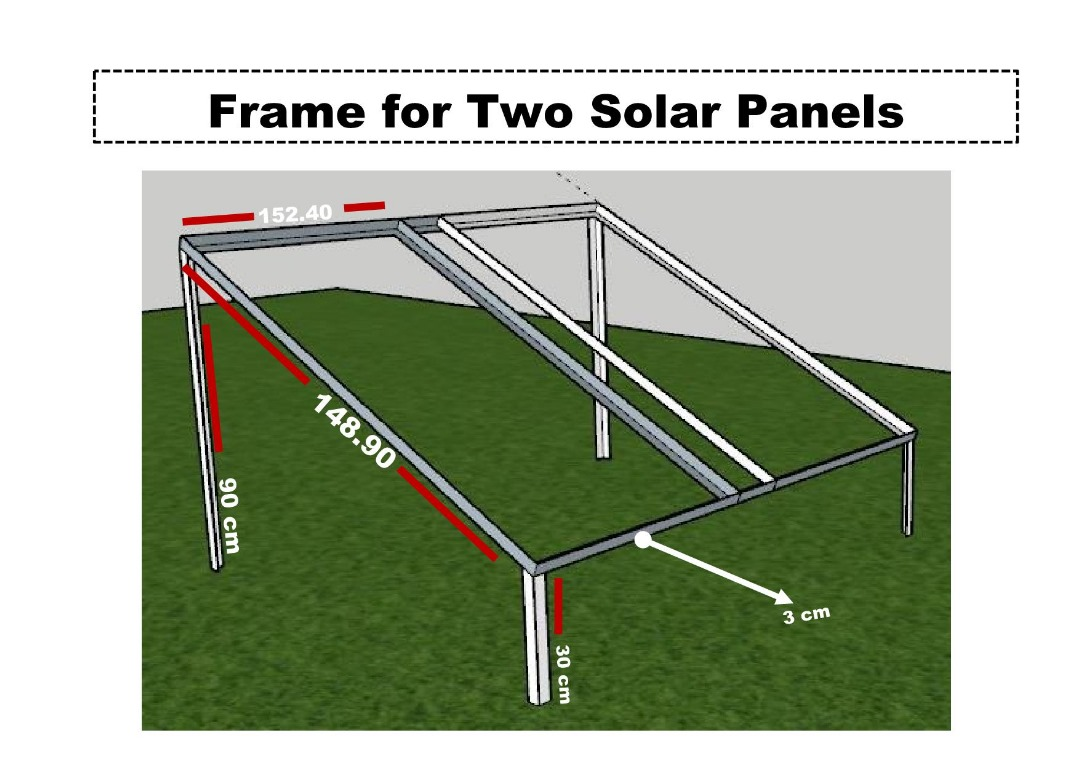 Frame for Two Solar Panels
152.40
148.90
90 cm
30 cm
3 cm